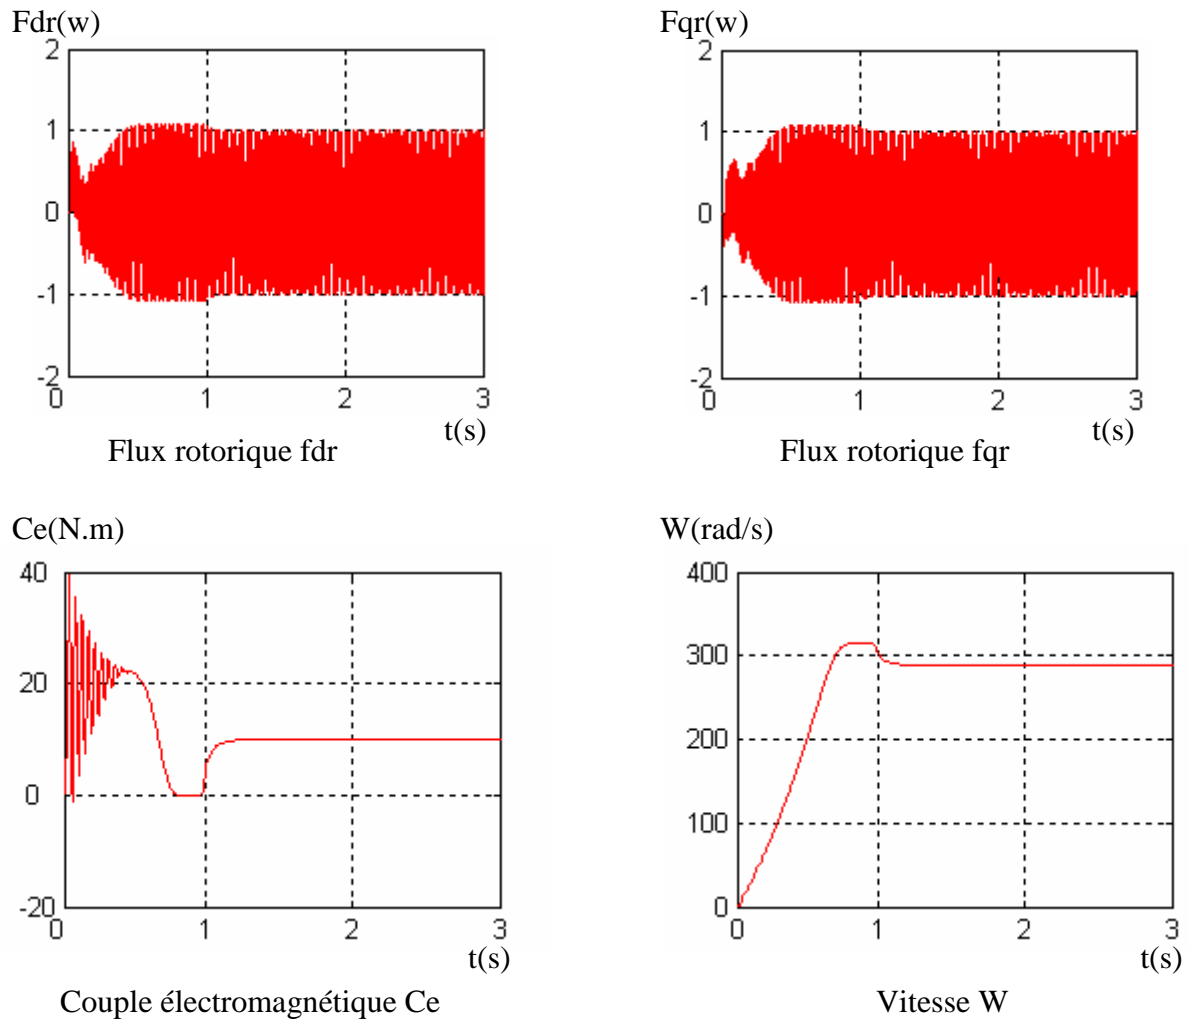 Fdr(w)
2
1
0
-1
-2
0 1 2 3
t(s)
Flux rotorique fdr
Fqr(w)
2
1
0
-1
-2
0 1 2 3
t(s)
Flux rotorique fqr
Ce(N.m)
40
20
0
-20
0 1 2 3
t(s)
Couple électromagnétique Ce
W(rad/s)
400
300
200
100
0
0 1 2 3
t(s)
Vitesse W